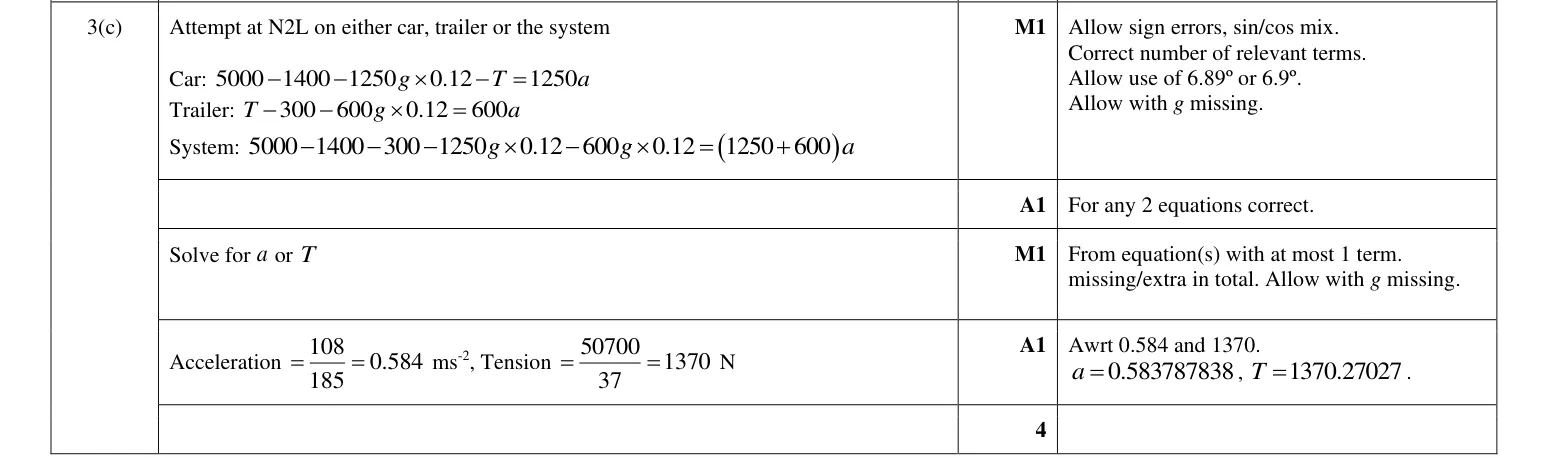 3(c) Attempt at N2L on either car, trailer or the system M1 Allow sign errors, sin/cos mix.
Correct number of relevant terms.
Car: 5000−1400−1250g×0.12−T=1250a Allow use of 6.89º or 6.9º.
Trailer: T−300−600g×0.12=600a Allow with g missing.
System: 5000−1400−300−1250g×0.12−600g×0.12=(1250+600)a
A1 For any 2 equations correct.
Solve for a or T M1 From equation(s) with at most 1 term.
missing/extra in total. Allow with g missing.
Acceleration =108/185=0.584 ms-2, Tension =50700/37=1370 N A1 Awrt 0.584 and 1370.
a=0.583787838, T=1370.27027.
4